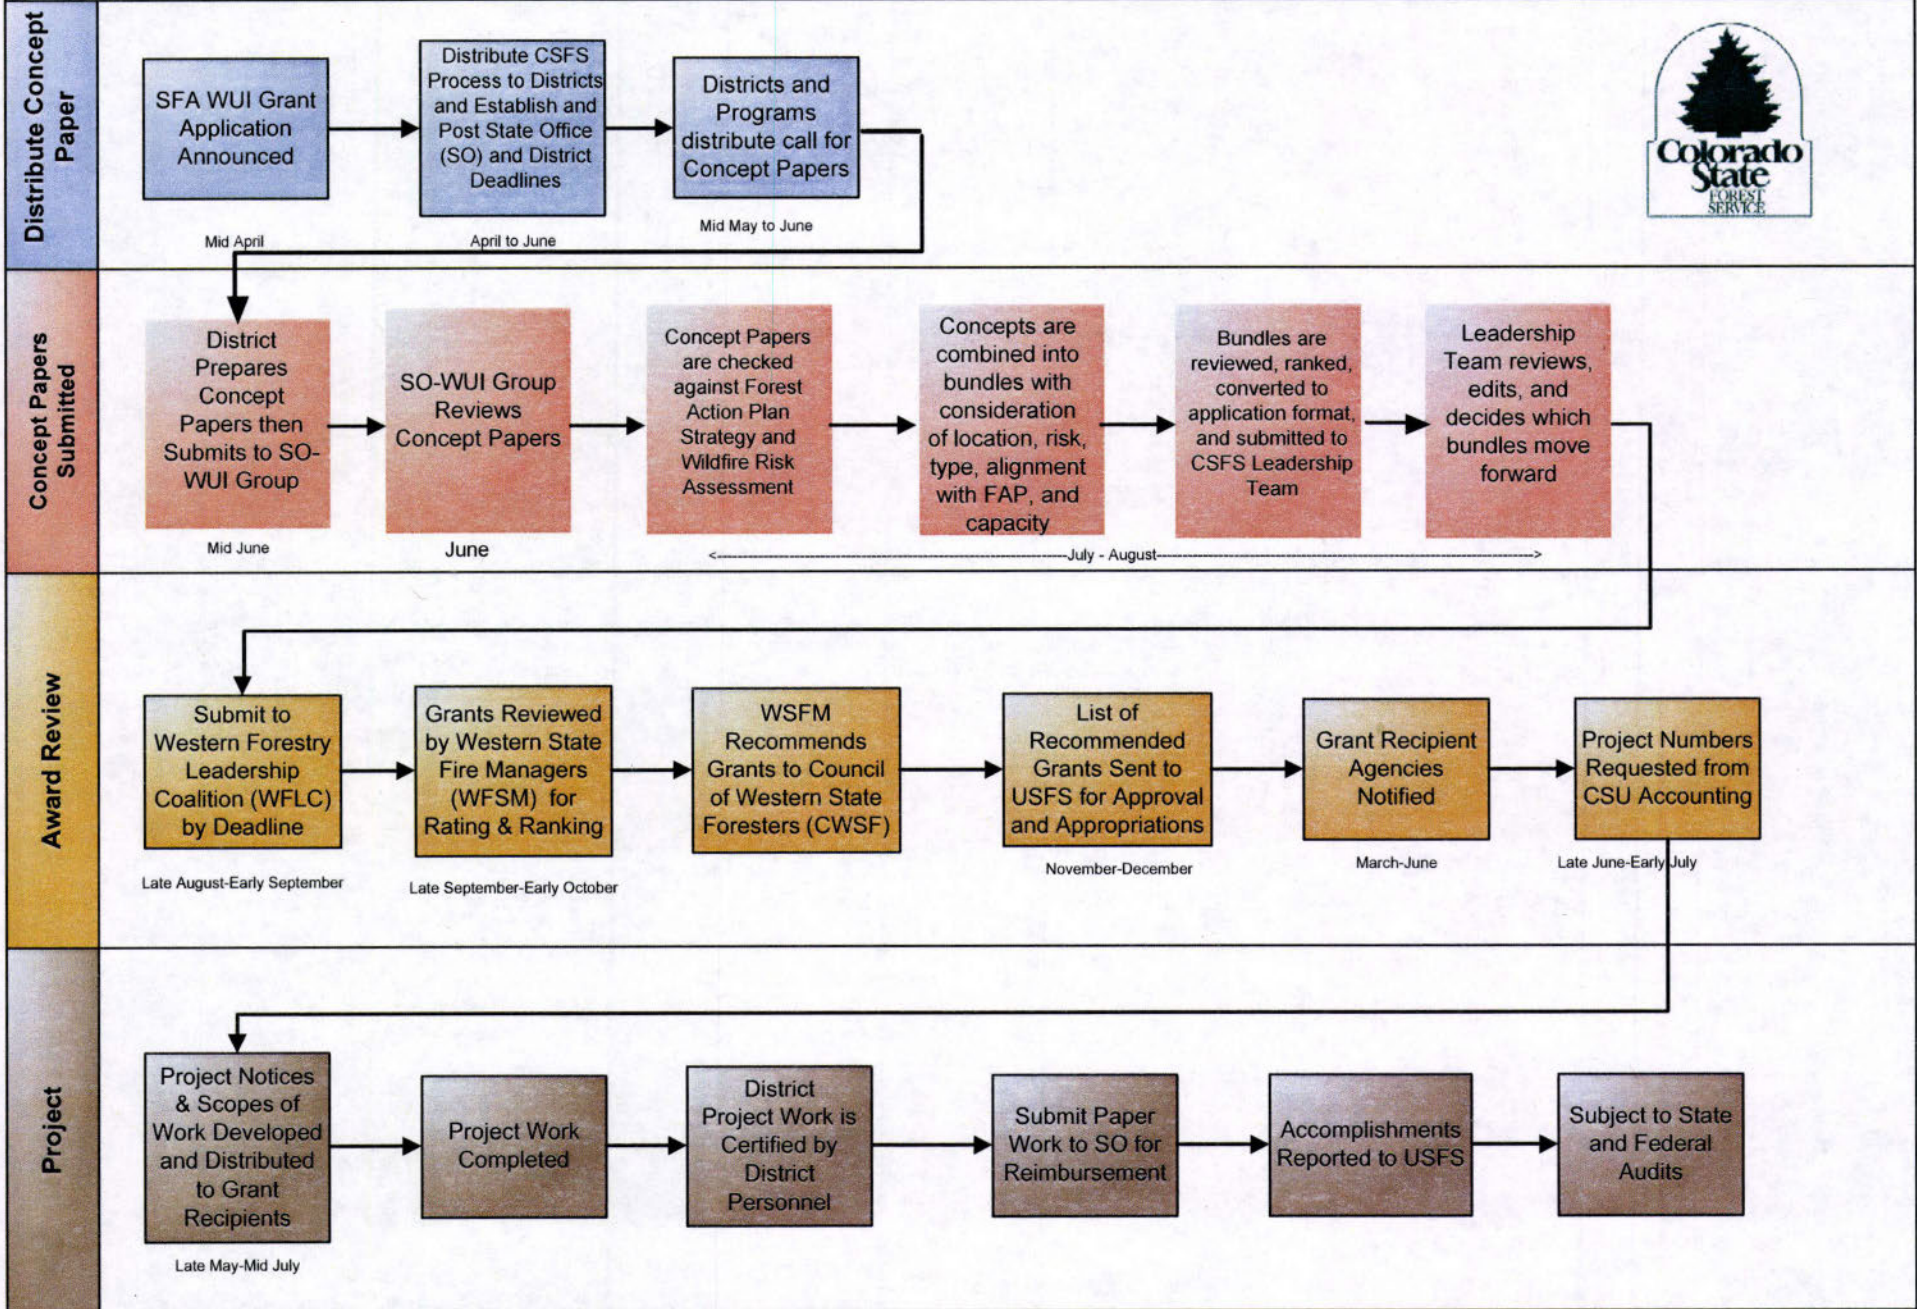 Distribute Concept
Paper
SFA WUI Grant
Application
Announced
Mid April
Distribute CSFS
Process to Districts
and Establish and
Post State Office
(SO) and District
Deadlines
April to June
Districts and
Programs
distribute call for
Concept Papers
Mid May to June
Colorado
State
FOREST
SERVICE
Concept Papers
Submitted
District
Prepares
Concept
Papers then
Submits to SO-
WUI Group
Mid June
SO-WUI Group
Reviews
Concept Papers
June
Concept Papers
are checked
against Forest
Action Plan
Strategy and
Wildfire Risk
Assessment
Concepts are
combined into
bundles with
consideration
of location, risk,
type, alignment
with FAP, and
capacity
Bundles are
reviewed, ranked,
converted to
application format,
and submitted to
CSFS Leadership
Team
Leadership
Team reviews,
edits, and
decides which
bundles move
forward
July - August
Award Review
Submit to
Western Forestry
Leadership
Coalition (WFLC)
by Deadline
Late August-Early September
Grants Reviewed
by Western State
Fire Managers
(WFSM) for
Rating & Ranking
Late September-Early October
WSFM
Recommends
Grants to Council
of Western State
Foresters (CWSF)
List of
Recommended
Grants Sent to
USFS for Approval
and Appropriations
November-December
Grant Recipient
Agencies
Notified
March-June
Project Numbers
Requested from
CSU Accounting
Late June-Early July
Project
Project Notices
& Scopes of
Work Developed
and Distributed
to Grant
Recipients
Late May-Mid July
Project Work
Completed
District
Project Work is
Certified by
District
Personnel
Submit Paper
Work to SO for
Reimbursement
Accomplishments
Reported to USFS
Subject to State
and Federal
Audits